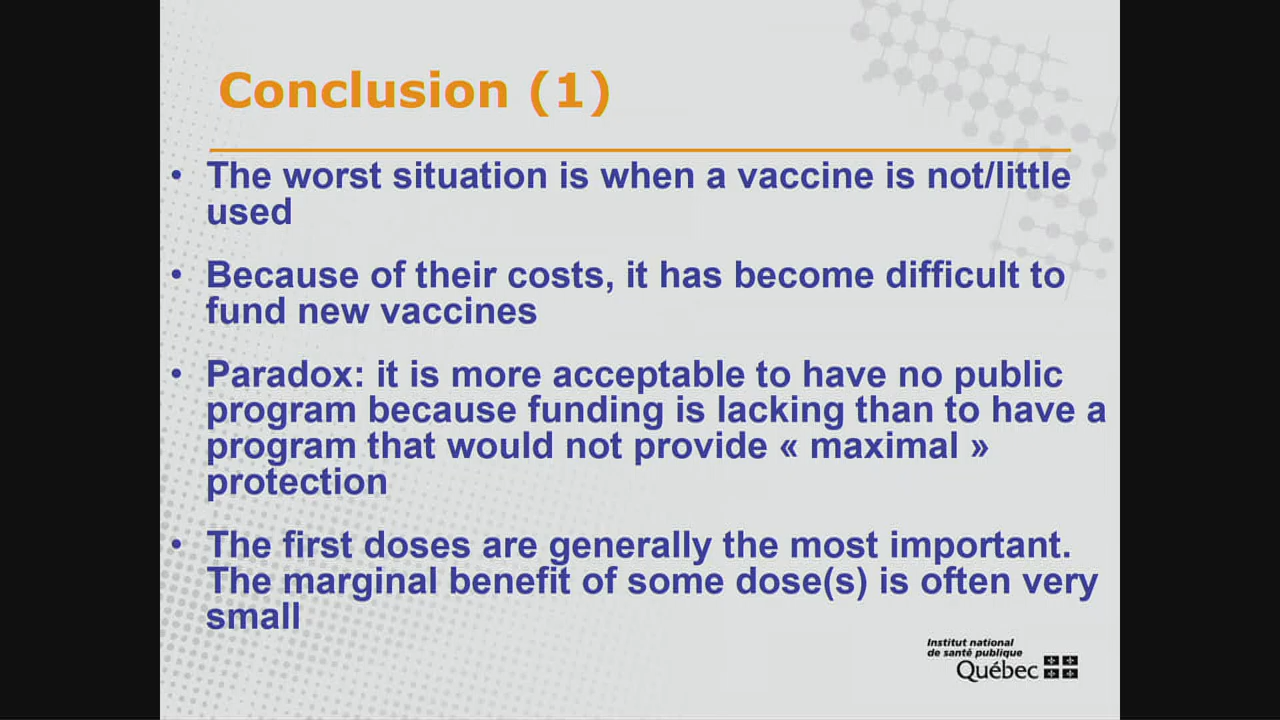 Conclusion (1)
• The worst situation is when a vaccine is not/little
used
• Because of their costs, it has become difficult to
fund new vaccines
• Paradox: it is more acceptable to have no public
program because funding is lacking than to have a
program that would not provide « maximal »
protection
• The first doses are generally the most important.
The marginal benefit of some dose(s) is often very
small
Institut national
de santé publique
Québec